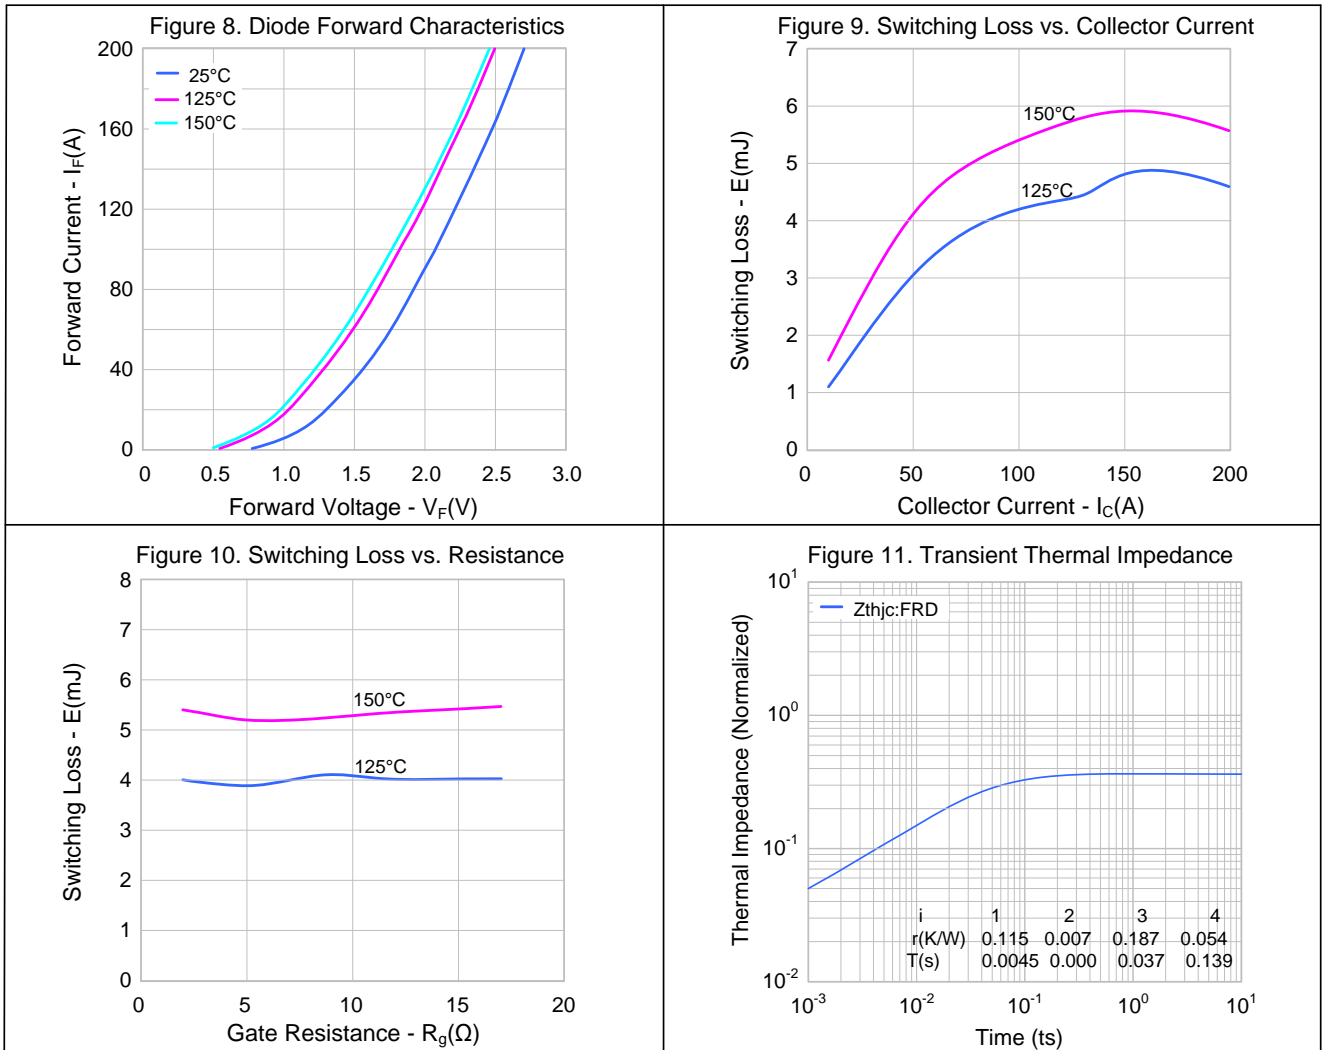 Figure 8. Diode Forward Characteristics
200
160
120
80
40
0
Forward Current - I_F(A)
25°C
125°C
150°C
0
0.5
1.0
1.5
2.0
2.5
3.0
Forward Voltage - V_F(V)
Figure 9. Switching Loss vs. Collector Current
7
6
5
4
3
2
1
0
Switching Loss - E(mJ)
150°C
125°C
0
50
100
150
200
Collector Current - I_C(A)
Figure 10. Switching Loss vs. Resistance
8
7
6
5
4
3
2
1
0
Switching Loss - E(mJ)
150°C
125°C
0
5
10
15
20
Gate Resistance - R_g(Ω)
Figure 11. Transient Thermal Impedance
10^1
10^0
10^-1
10^-2
Thermal Impedance (Normalized)
Zthjc:FRD
i 1 2 3 4
r(K/W) 0.115 0.007 0.187 0.054
T(s) 0.0045 0.000 0.037 0.139
10^-3
10^-2
10^-1
10^0
10^1
Time (ts)